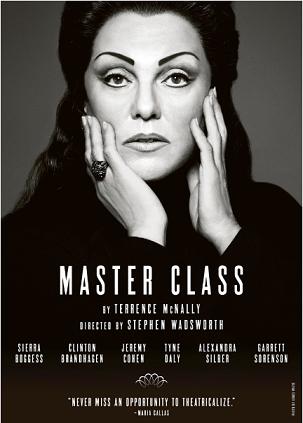 MASTER CLASS
BY TERRENCE McNALLY
DIRECTED BY STEPHEN WADSWORTH
SIERRA BOGGESS
CLINTON BRANDHAGEN
JEREMY COHEN
TYNE DALY
ALEXANDRA SILBER
GARRETT SORENSON
"NEVER MISS AN OPPORTUNITY TO THEATRICALIZE."
–MARIA CALLAS